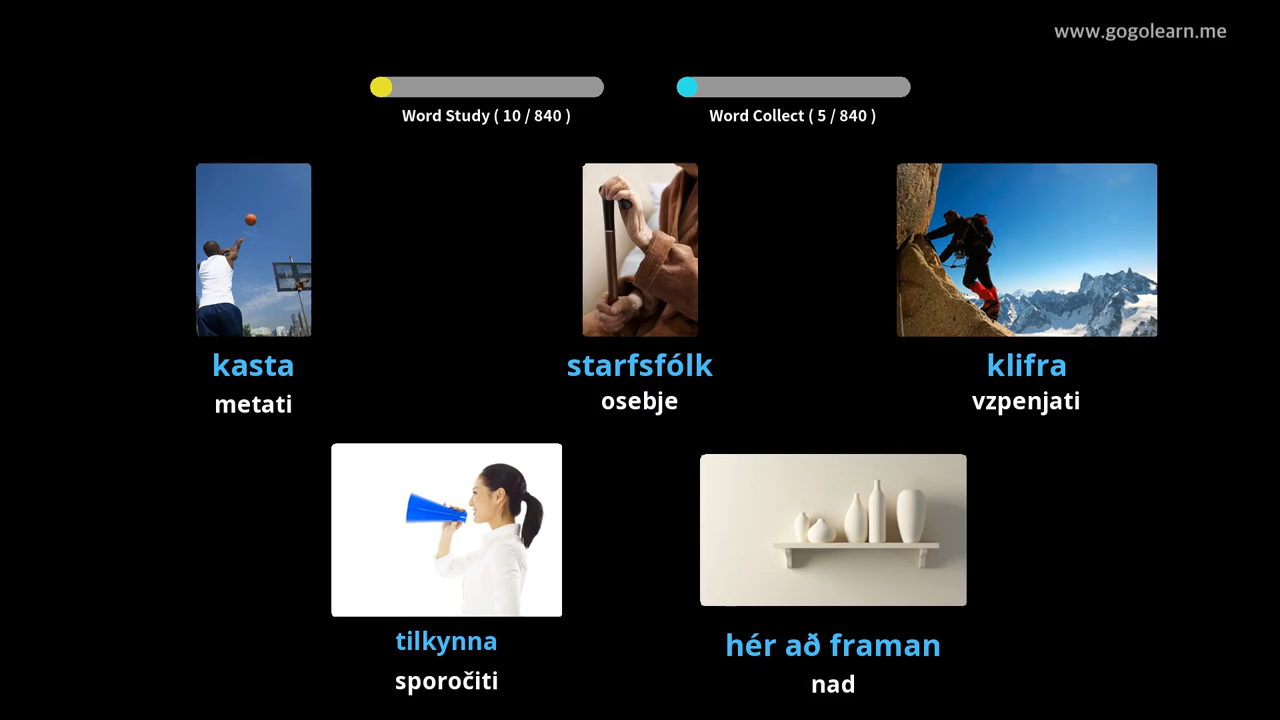 www.gogolearn.me
Word Study ( 10 / 840 )
Word Collect ( 5 / 840 )
kasta
metati
starfsfólk
osebje
klifra
vzpenjati
tilkynna
sporočiti
hér að framan
nad